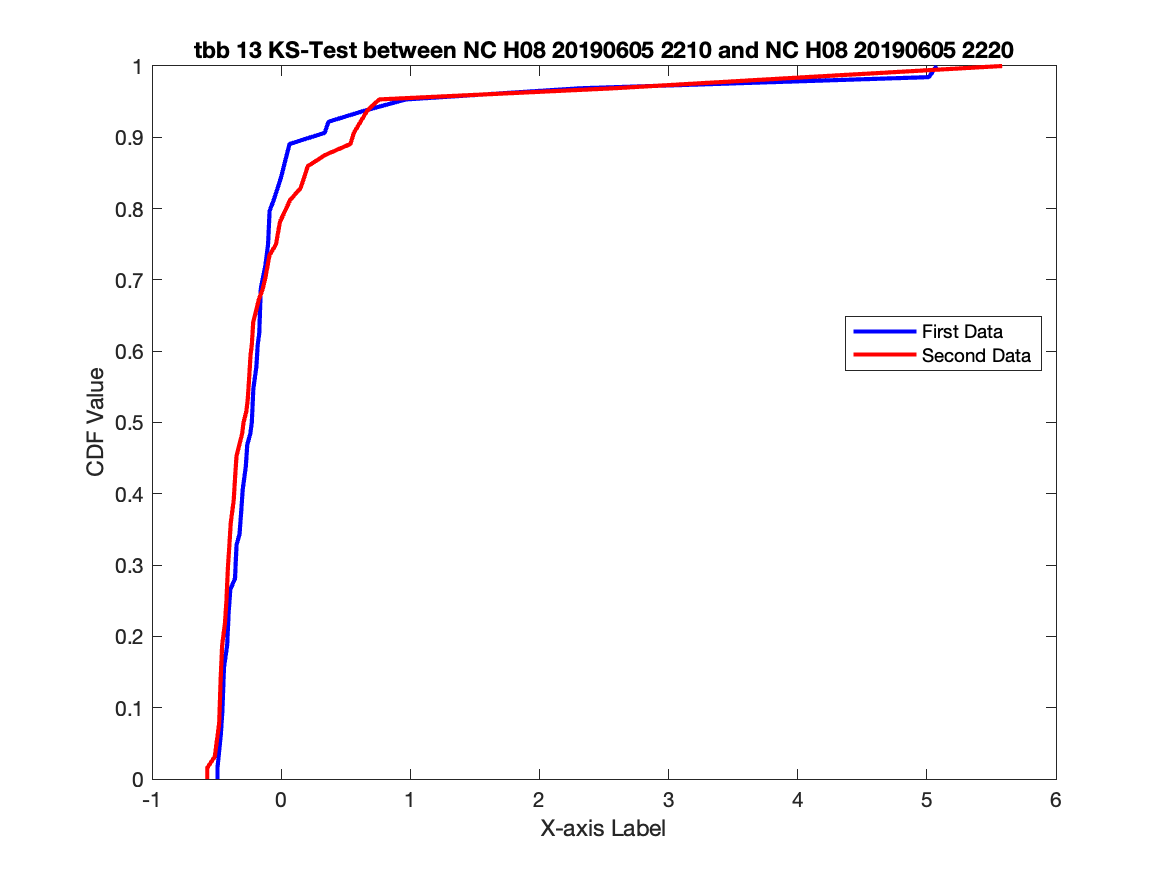 tbb 13 KS-Test between NC H08 20190605 2210 and NC H08 20190605 2220
1
0.9
0.8
0.7
0.6
0.5
0.4
0.3
0.2
0.1
0
CDF Value
First Data
Second Data
-1 0 1 2 3 4 5 6
X-axis Label